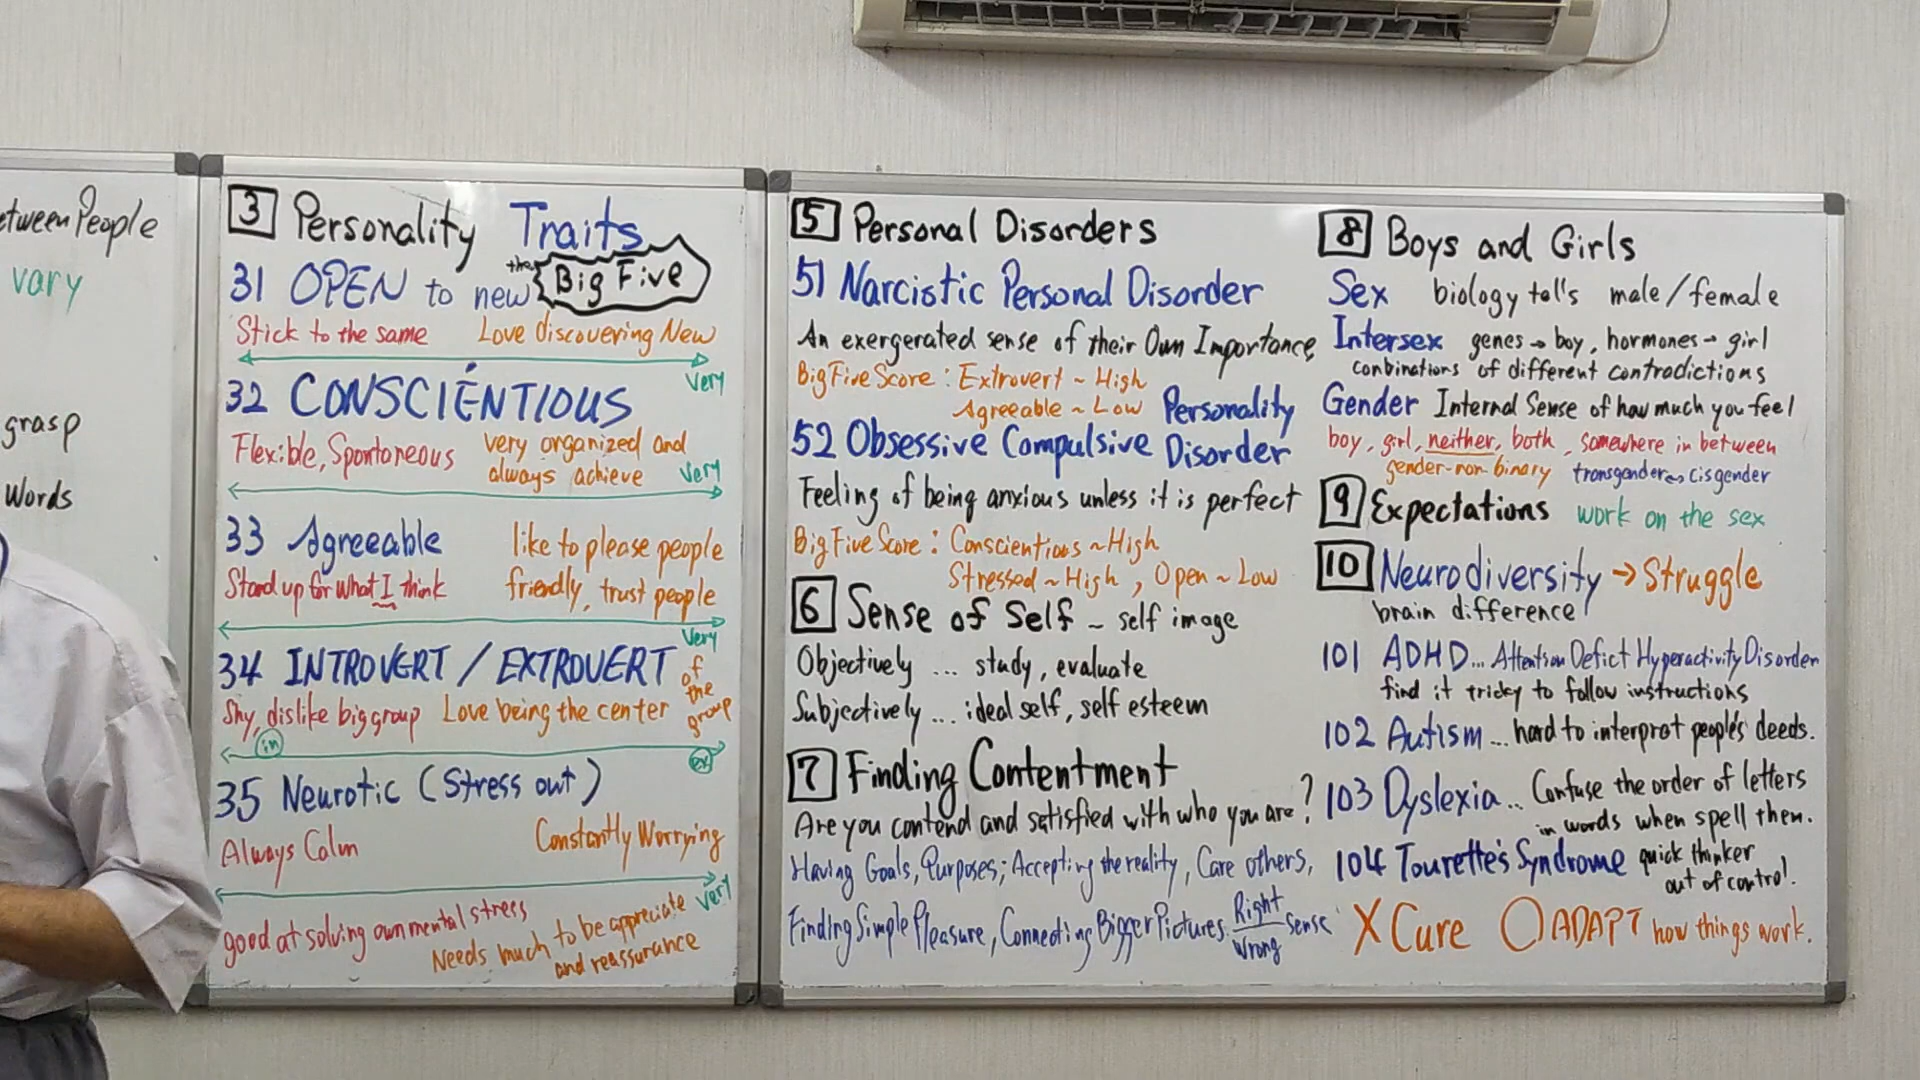 tween People
vary
grasp
Words
3 Personality Traits
the Big Five
31 OPEN to new
Stick to the same Love discovering New
very
32 CONSCIENTIOUS
Flexible, Spontaneous very organized and
always achieve very
33 Agreeable like to please people
Stand up for what I think friendly, trust people
very
34 INTROVERT / EXTROVERT
Shy, dislike big group Love being the center of the group
in ex
35 Neurotic (Stress out)
Always Calm Constantly Worrying
very
good at solving own mental stress
Needs much to be appreciate
and reassurance
5 Personal Disorders
51 Narcistic Personal Disorder
An exergerated sense of their Own Importance
Big Five Score : Extrovert ~ High
Agreeable ~ Low
52 Obsessive Compulsive Personality Disorder
Feeling of being anxious unless it is perfect
Big Five Score : Conscientious ~ High
Stressed ~ High , Open ~ Low
6 Sense of Self ~ self image
Objectively ... study, evaluate
Subjectively ... ideal self, self esteem
7 Finding Contentment
Are you contend and satisfied with who you are?
Having Goals, Purposes; Accepting the reality, Care others,
Finding Simple Pleasure, Connecting Bigger Pictures. Right Wrong sense
8 Boys and Girls
Sex biology tell's male/female
Intersex genes → boy, hormones → girl
conbinations of different contradictions
Gender Internal Sense of how much you feel
boy, girl, neither, both, somewhere in between
gender-non-binary transgender ↔ cisgender
9 Expectations work on the sex
10 Neurodiversity → Struggle
brain difference
101 ADHD... Attention Defict Hyperactivity Disorder
find it tricky to follow instructions
102 Autism ... hard to interpret people's deeds.
103 Dyslexia... Confuse the order of letters
in words when spell them.
104 Tourette's Syndrome quick thinker
out of control.
X Cure O ADAPT how things work.